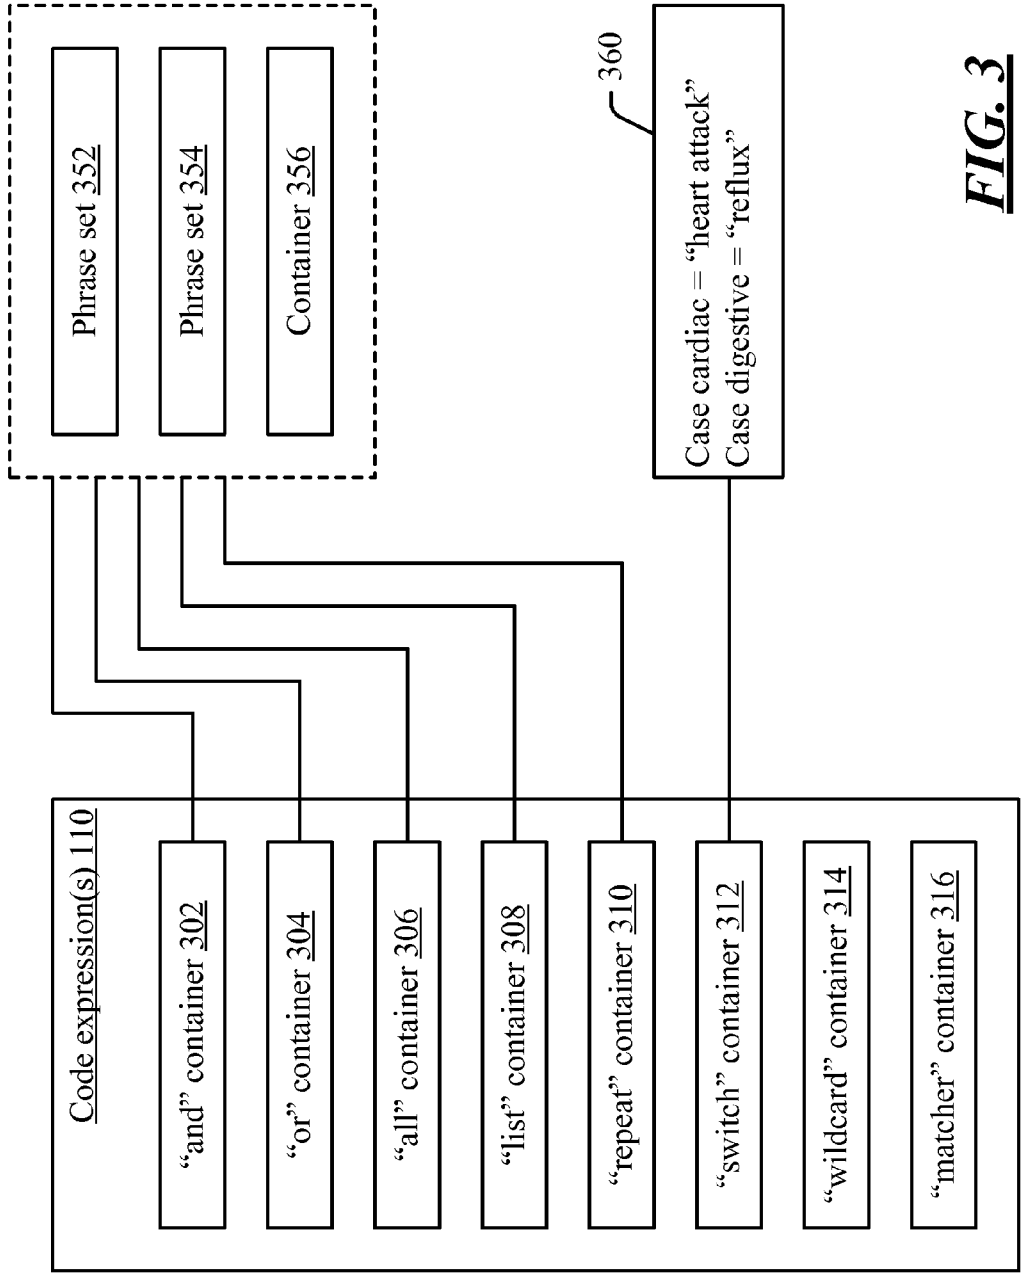 Code expression(s) 110
“and” container 302
“or” container 304
“all” container 306
“list” container 308
“repeat” container 310
“switch” container 312
“wildcard” container 314
“matcher” container 316
Phrase set 352
Phrase set 354
Container 356
360
Case cardiac = “heart attack”
Case digestive = “reflux”
FIG. 3